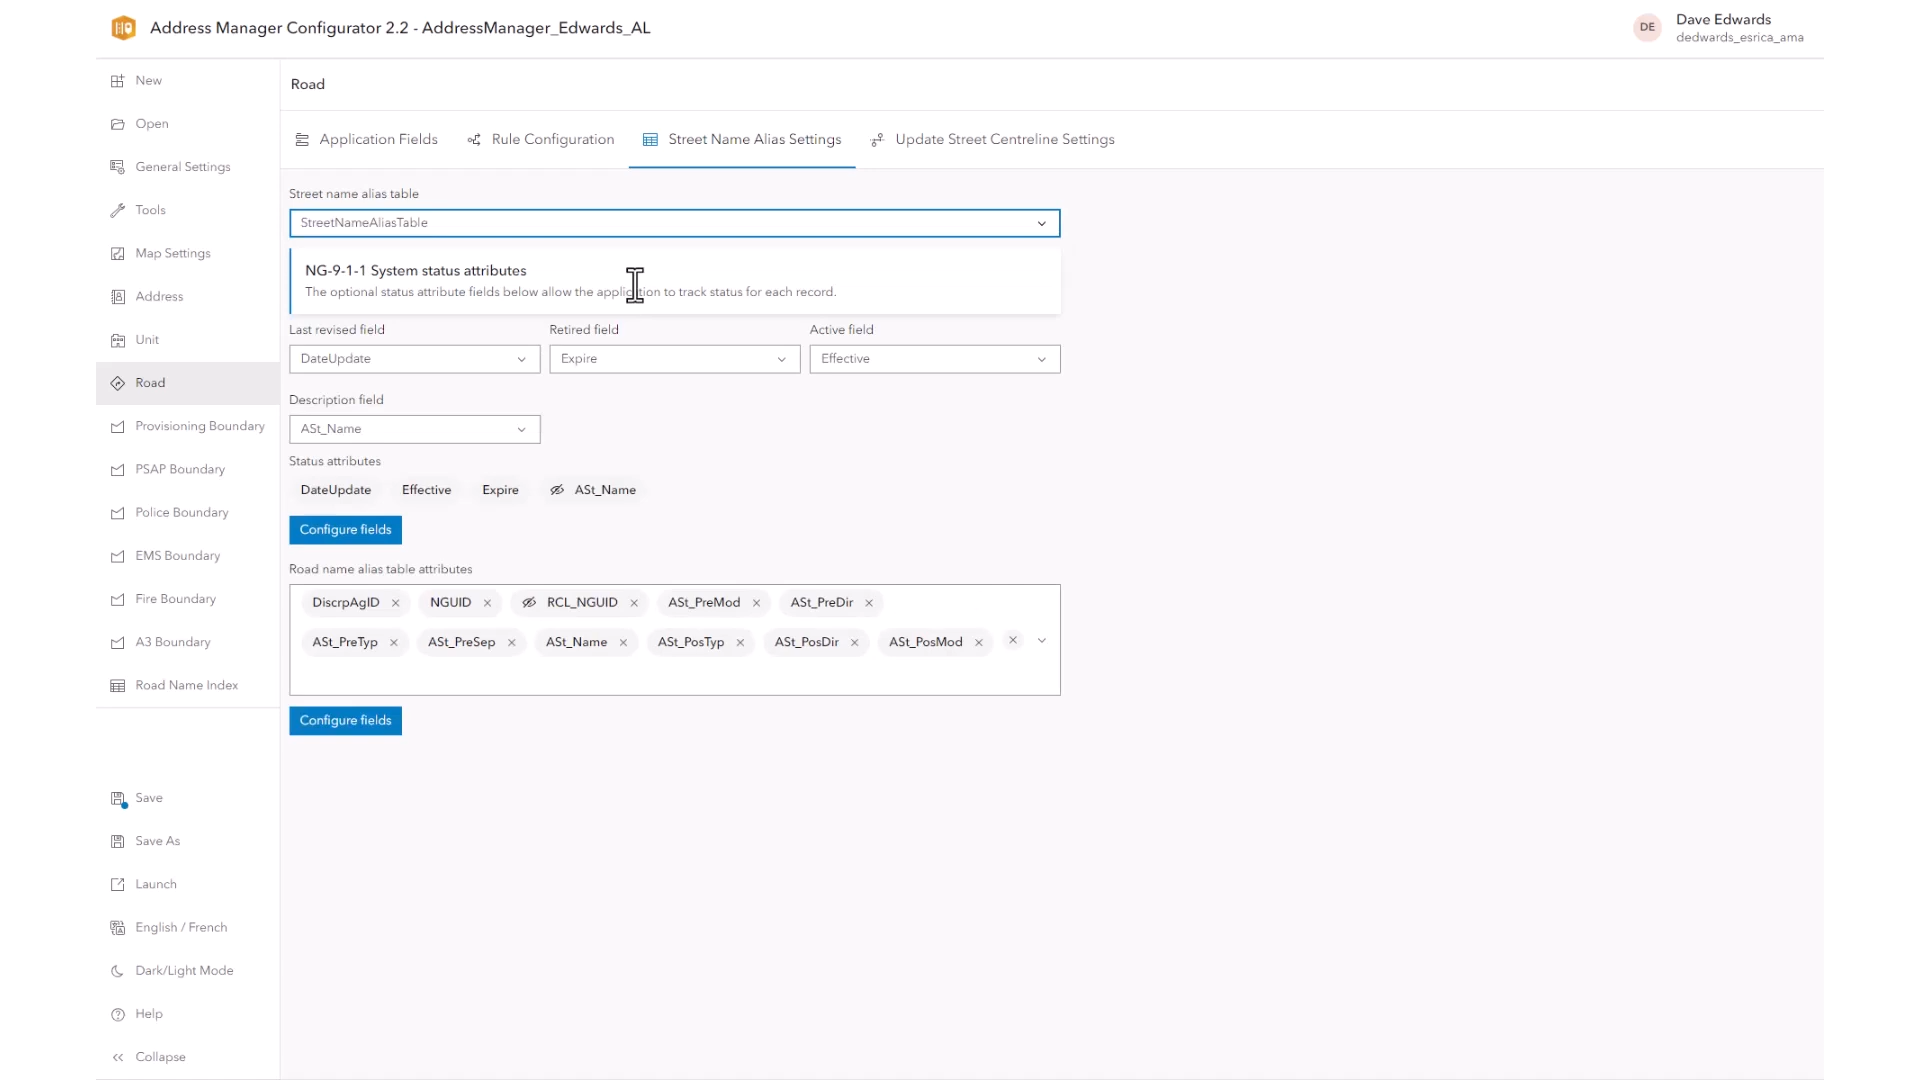 Address Manager Configurator 2.2 - AddressManager_Edwards_AL
DE
Dave Edwards
dedwards_esrica_ama
New
Open
General Settings
Tools
Map Settings
Address
Unit
Road
Provisioning Boundary
PSAP Boundary
Police Boundary
EMS Boundary
Fire Boundary
A3 Boundary
Road Name Index
Save
Save As
Launch
English / French
Dark/Light Mode
Help
Collapse
Road
Application Fields Rule Configuration Street Name Alias Settings Update Street Centreline Settings
Street name alias table
StreetNameAliasTable
NG-9-1-1 System status attributes
The optional status attribute fields below allow the application to track status for each record.
Last revised field Retired field Active field
DateUpdate Expire Effective
Description field
ASt_Name
Status attributes
DateUpdate Effective Expire ASt_Name
Configure fields
Road name alias table attributes
DiscrpAgID NGUID RCL_NGUID ASt_PreMod ASt_PreDir
ASt_PreTyp ASt_PreSep ASt_Name ASt_PosTyp ASt_PosDir ASt_PosMod
Configure fields